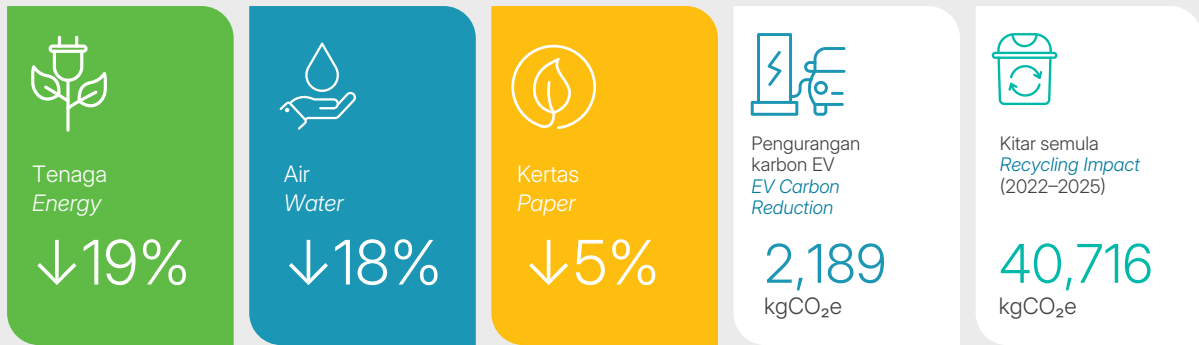 Tenaga
Energy
↓19%
Air
Water
↓18%
Kertas
Paper
↓5%
Pengurangan
karbon EV
EV Carbon
Reduction
2,189
kgCO₂e
Kitar semula
Recycling Impact
(2022–2025)
40,716
kgCO₂e